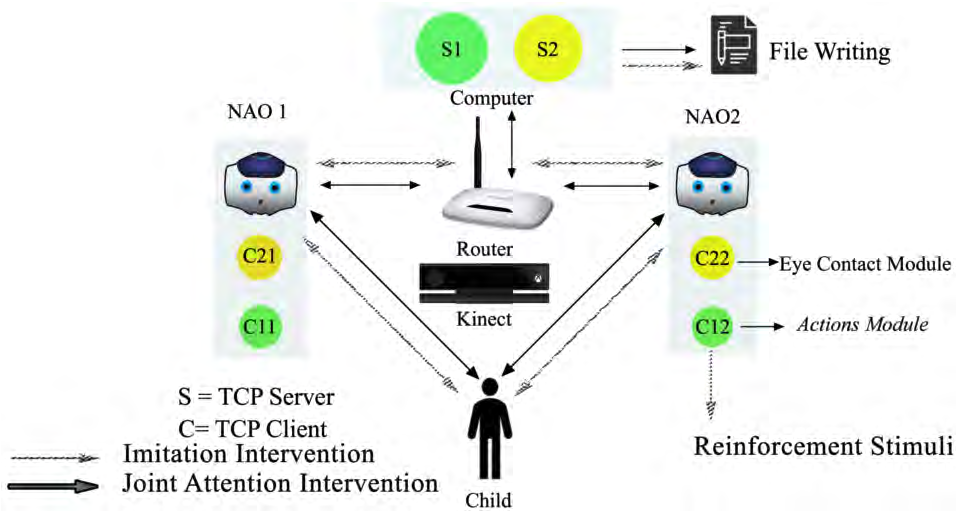 S1
S2
File Writing
Computer
NAO 1
NAO2
Router
C21
C22
Eye Contact Module
Kinect
C11
C12
Actions Module
S = TCP Server
C= TCP Client
Imitation Intervention
Reinforcement Stimuli
Joint Attention Intervention
Child